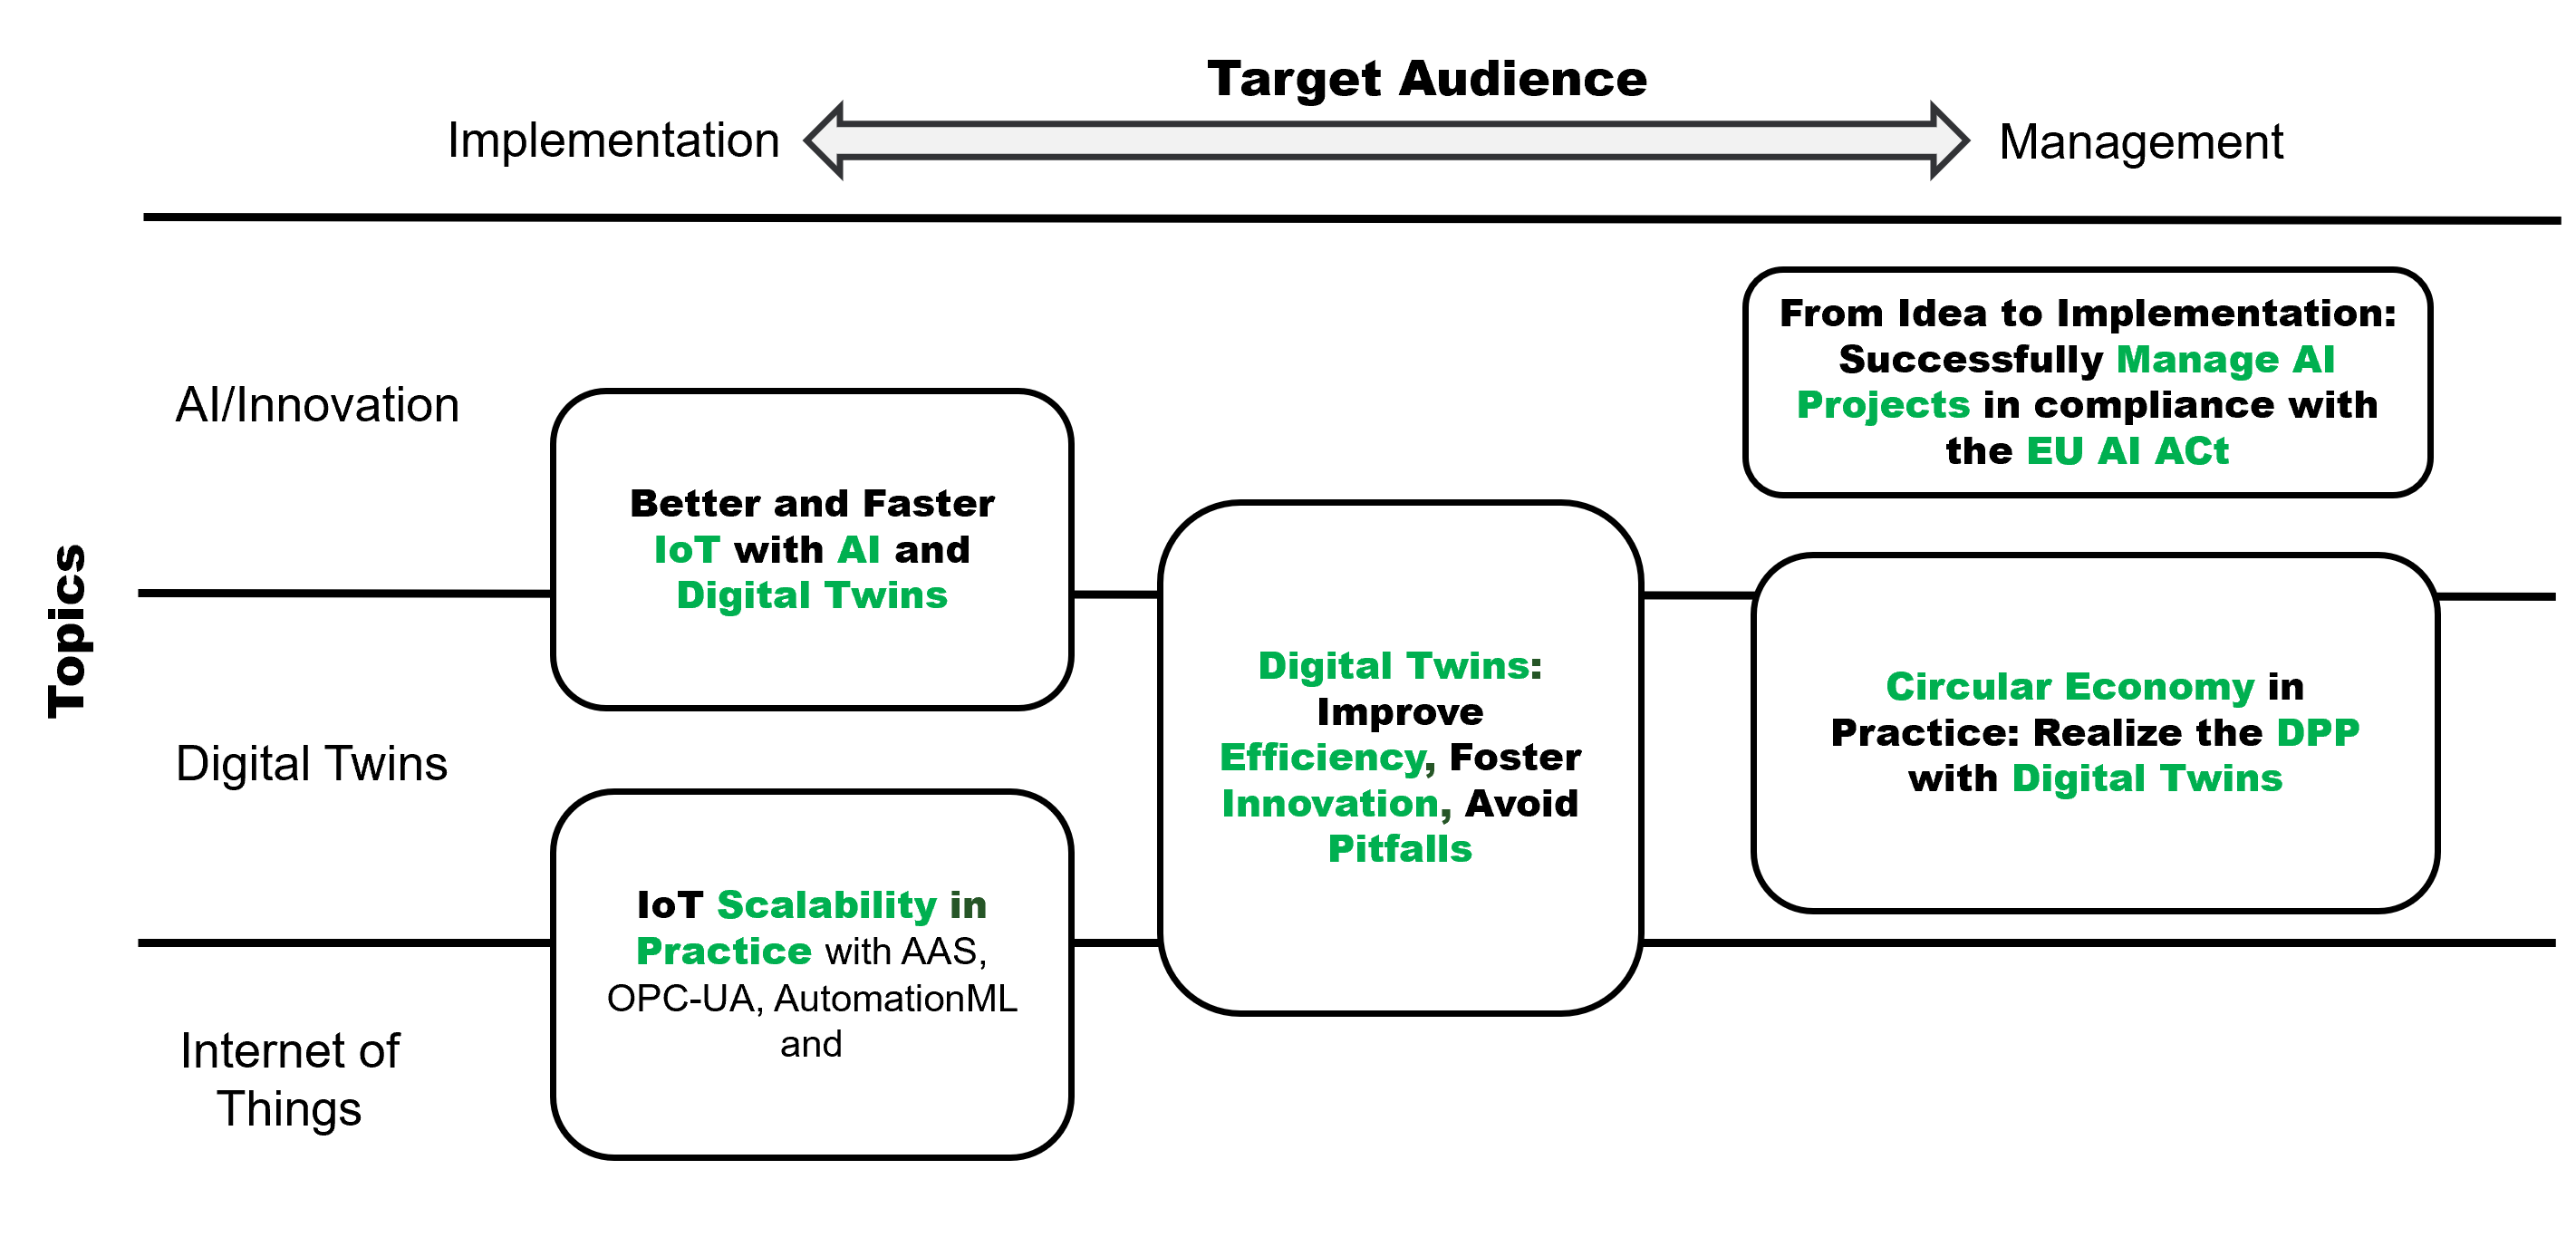 Target Audience
Implementation
Management
Topics
AI/Innovation
Digital Twins
Internet of
Things
Better and Faster
IoT with AI and
Digital Twins
IoT Scalability in
Practice with AAS,
OPC-UA, AutomationML
and
Digital Twins:
Improve
Efficiency, Foster
Innovation, Avoid
Pitfalls
From Idea to Implementation:
Successfully Manage AI
Projects in compliance with
the EU AI ACt
Circular Economy in
Practice: Realize the DPP
with Digital Twins